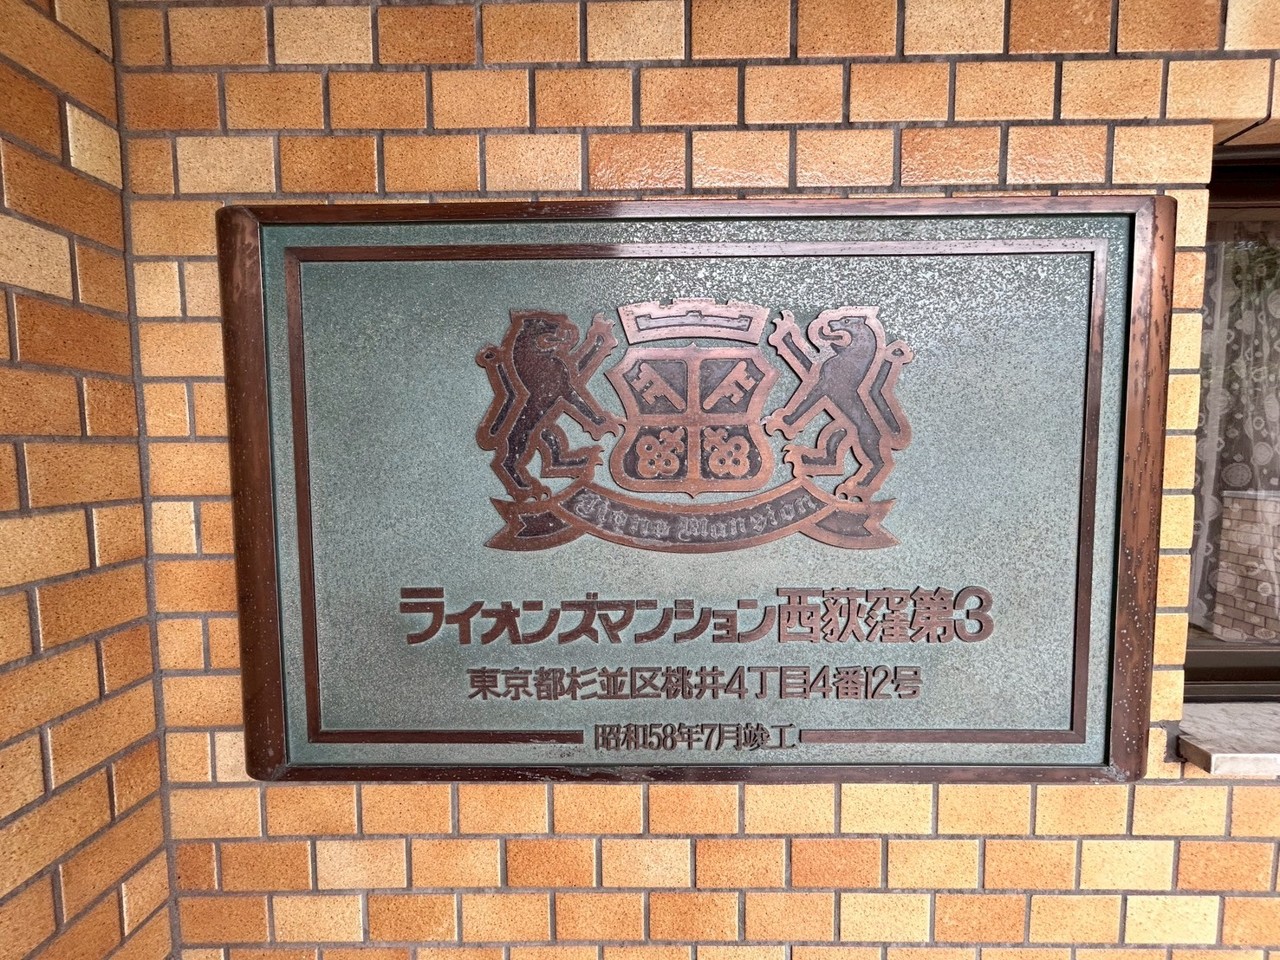 Lions Mansion
ライオンズマンション西荻窪第3
東京都杉並区桃井4丁目4番12号
昭和58年7月竣工